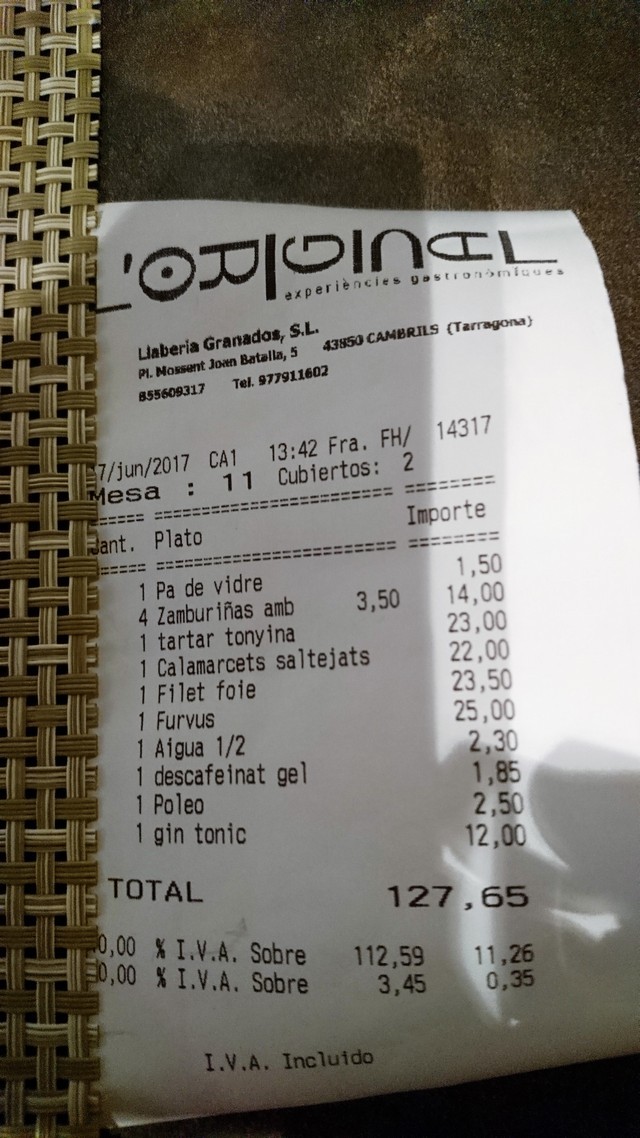 L'ORIGINAL
experiències gastronòmiques
Llaberia Granados, S.L.
Pl. Mossent Joan Batalla, 5 43850 CAMBRILS (Tarragona)
B55609317 Tel. 977911602
7/jun/2017 CA1 13:42 Fra. FH/ 14317
Mesa : 11 Cubiertos: 2
===== ======================== ========
ant. Plato Importe
===== ======================== ========
1 Pa de vidre 1,50
4 Zamburiñas amb 3,50 14,00
1 tartar tonyina 23,00
1 Calamarcets saltejats 22,00
1 Filet foie 23,50
1 Furvus 25,00
1 Aigua 1/2 2,30
1 descafeinat gel 1,85
1 Poleo 2,50
1 gin tonic 12,00
TOTAL 127,65
0,00 % I.V.A. Sobre 112,59 11,26
0,00 % I.V.A. Sobre 3,45 0,35
I.V.A. Incluido